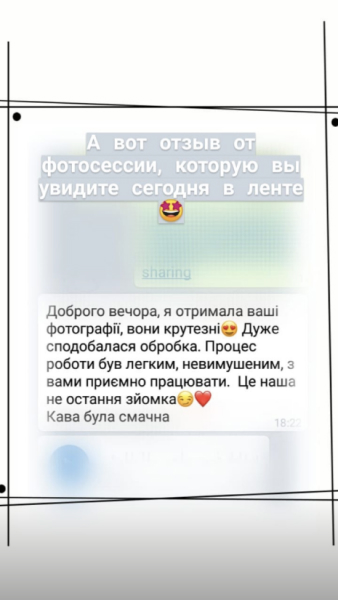 А вот отзыв от
фотосессии, которую вы
увидите сегодня в ленте
🤩
sharing
Доброго вечора, я отримала ваші
фотографії, вони крутезні😍 Дуже
сподобалася обробка. Процес
роботи був легким, невимушеним, з
вами приємно працювати. Це наша
не остання зйомка😏❤️
Кава була смачна
18:22